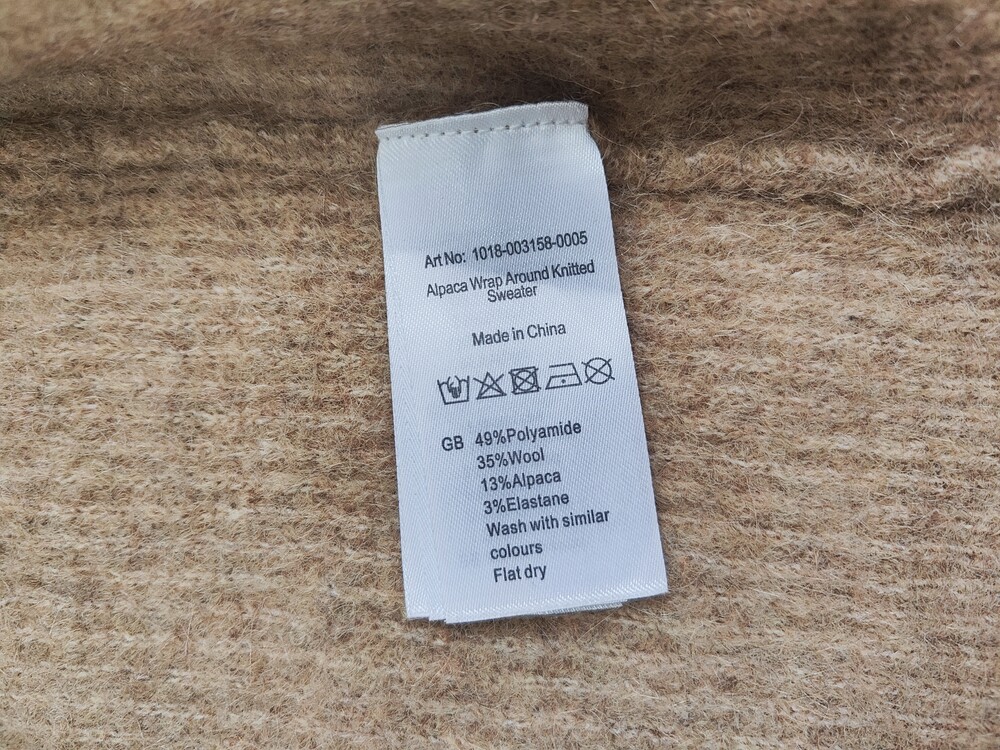 Art No: 1018-003158-0005
Alpaca Wrap Around Knitted
Sweater
Made in China
GB 49%Polyamide
35%Wool
13%Alpaca
3%Elastane
Wash with similar
colours
Flat dry